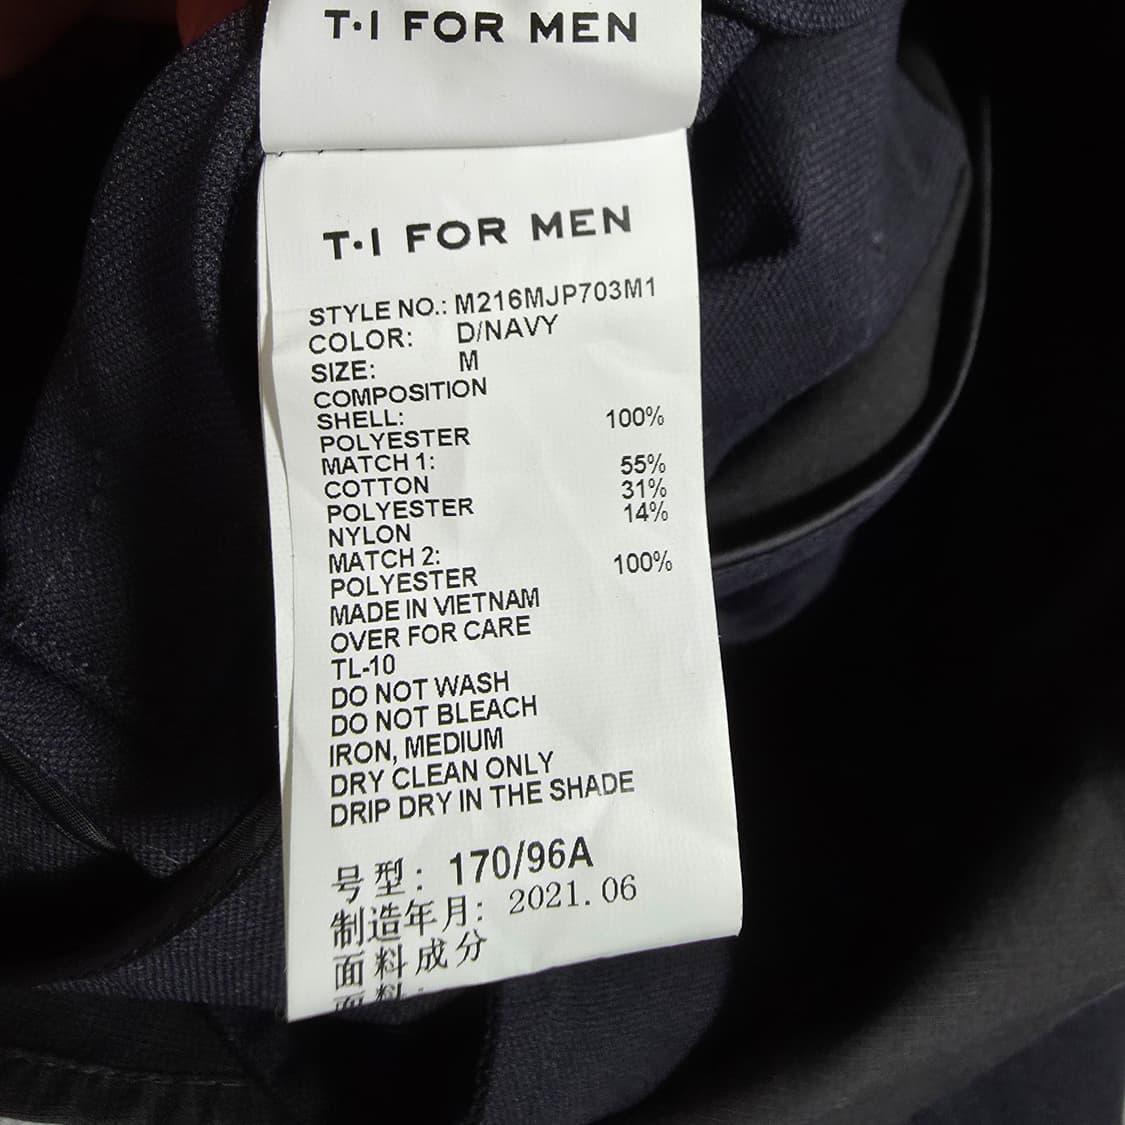 T·I FOR MEN
T·I FOR MEN
STYLE NO.: M216MJP703M1
COLOR: D/NAVY
SIZE: M
COMPOSITION
SHELL: 100%
POLYESTER
MATCH 1: 55%
COTTON 31%
POLYESTER 14%
NYLON
MATCH 2: 100%
POLYESTER
MADE IN VIETNAM
OVER FOR CARE
TL-10
DO NOT WASH
DO NOT BLEACH
IRON, MEDIUM
DRY CLEAN ONLY
DRIP DRY IN THE SHADE
号型: 170/96A
制造年月: 2021.06
面料成分
面料: